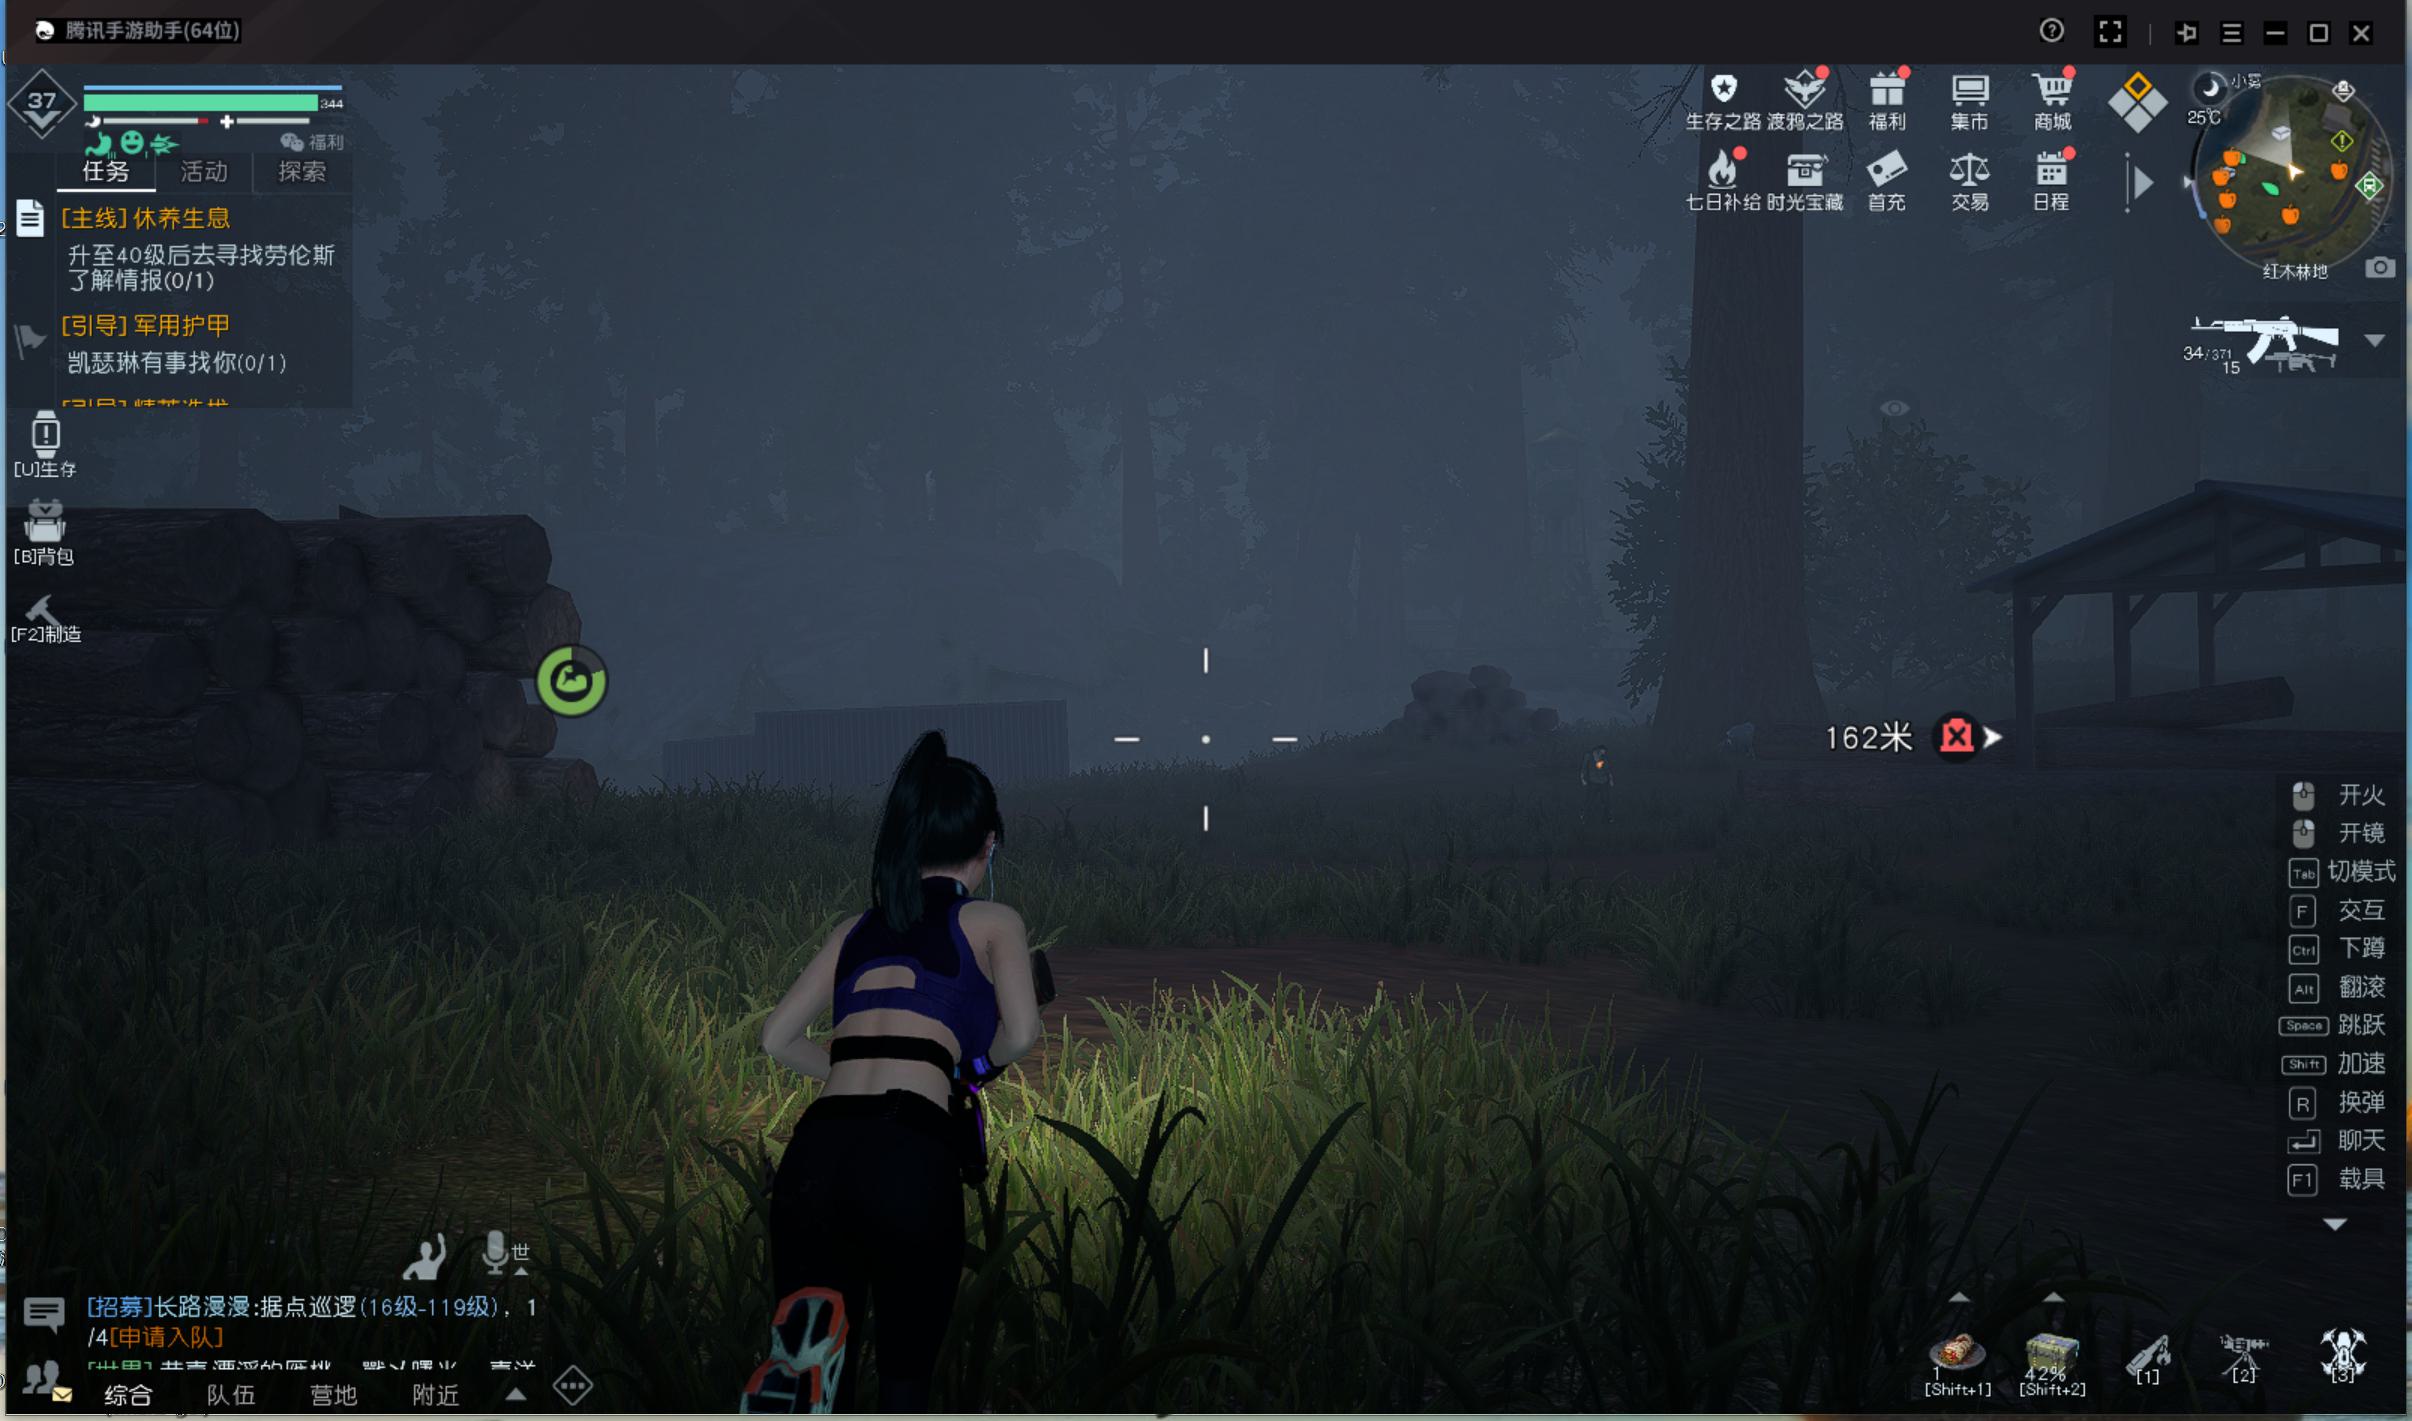 腾讯手游助手(64位)
37
344
福利
任务 活动 探索
[主线] 休养生息
升至40级后去寻找劳伦斯
了解情报(0/1)
[引导] 军用护甲
凯瑟琳有事找你(0/1)
[U]生存
[B]背包
[F2]制造
生存之路 渡鸦之路 福利 集市 商城
七日补给 时光宝藏 首充 交易 日程
小雾
25℃
红木林地
34/371
15
162米
开火
开镜
Tab 切模式
F 交互
Ctrl 下蹲
Alt 翻滚
Space 跳跃
Shift 加速
R 换弹
聊天
F1 载具
世
[招募]长路漫漫:据点巡逻(16级-119级)，1
/4[申请入队]
综合 队伍 营地 附近
1 42%
[Shift+1] [Shift+2] [1] [2] [3]